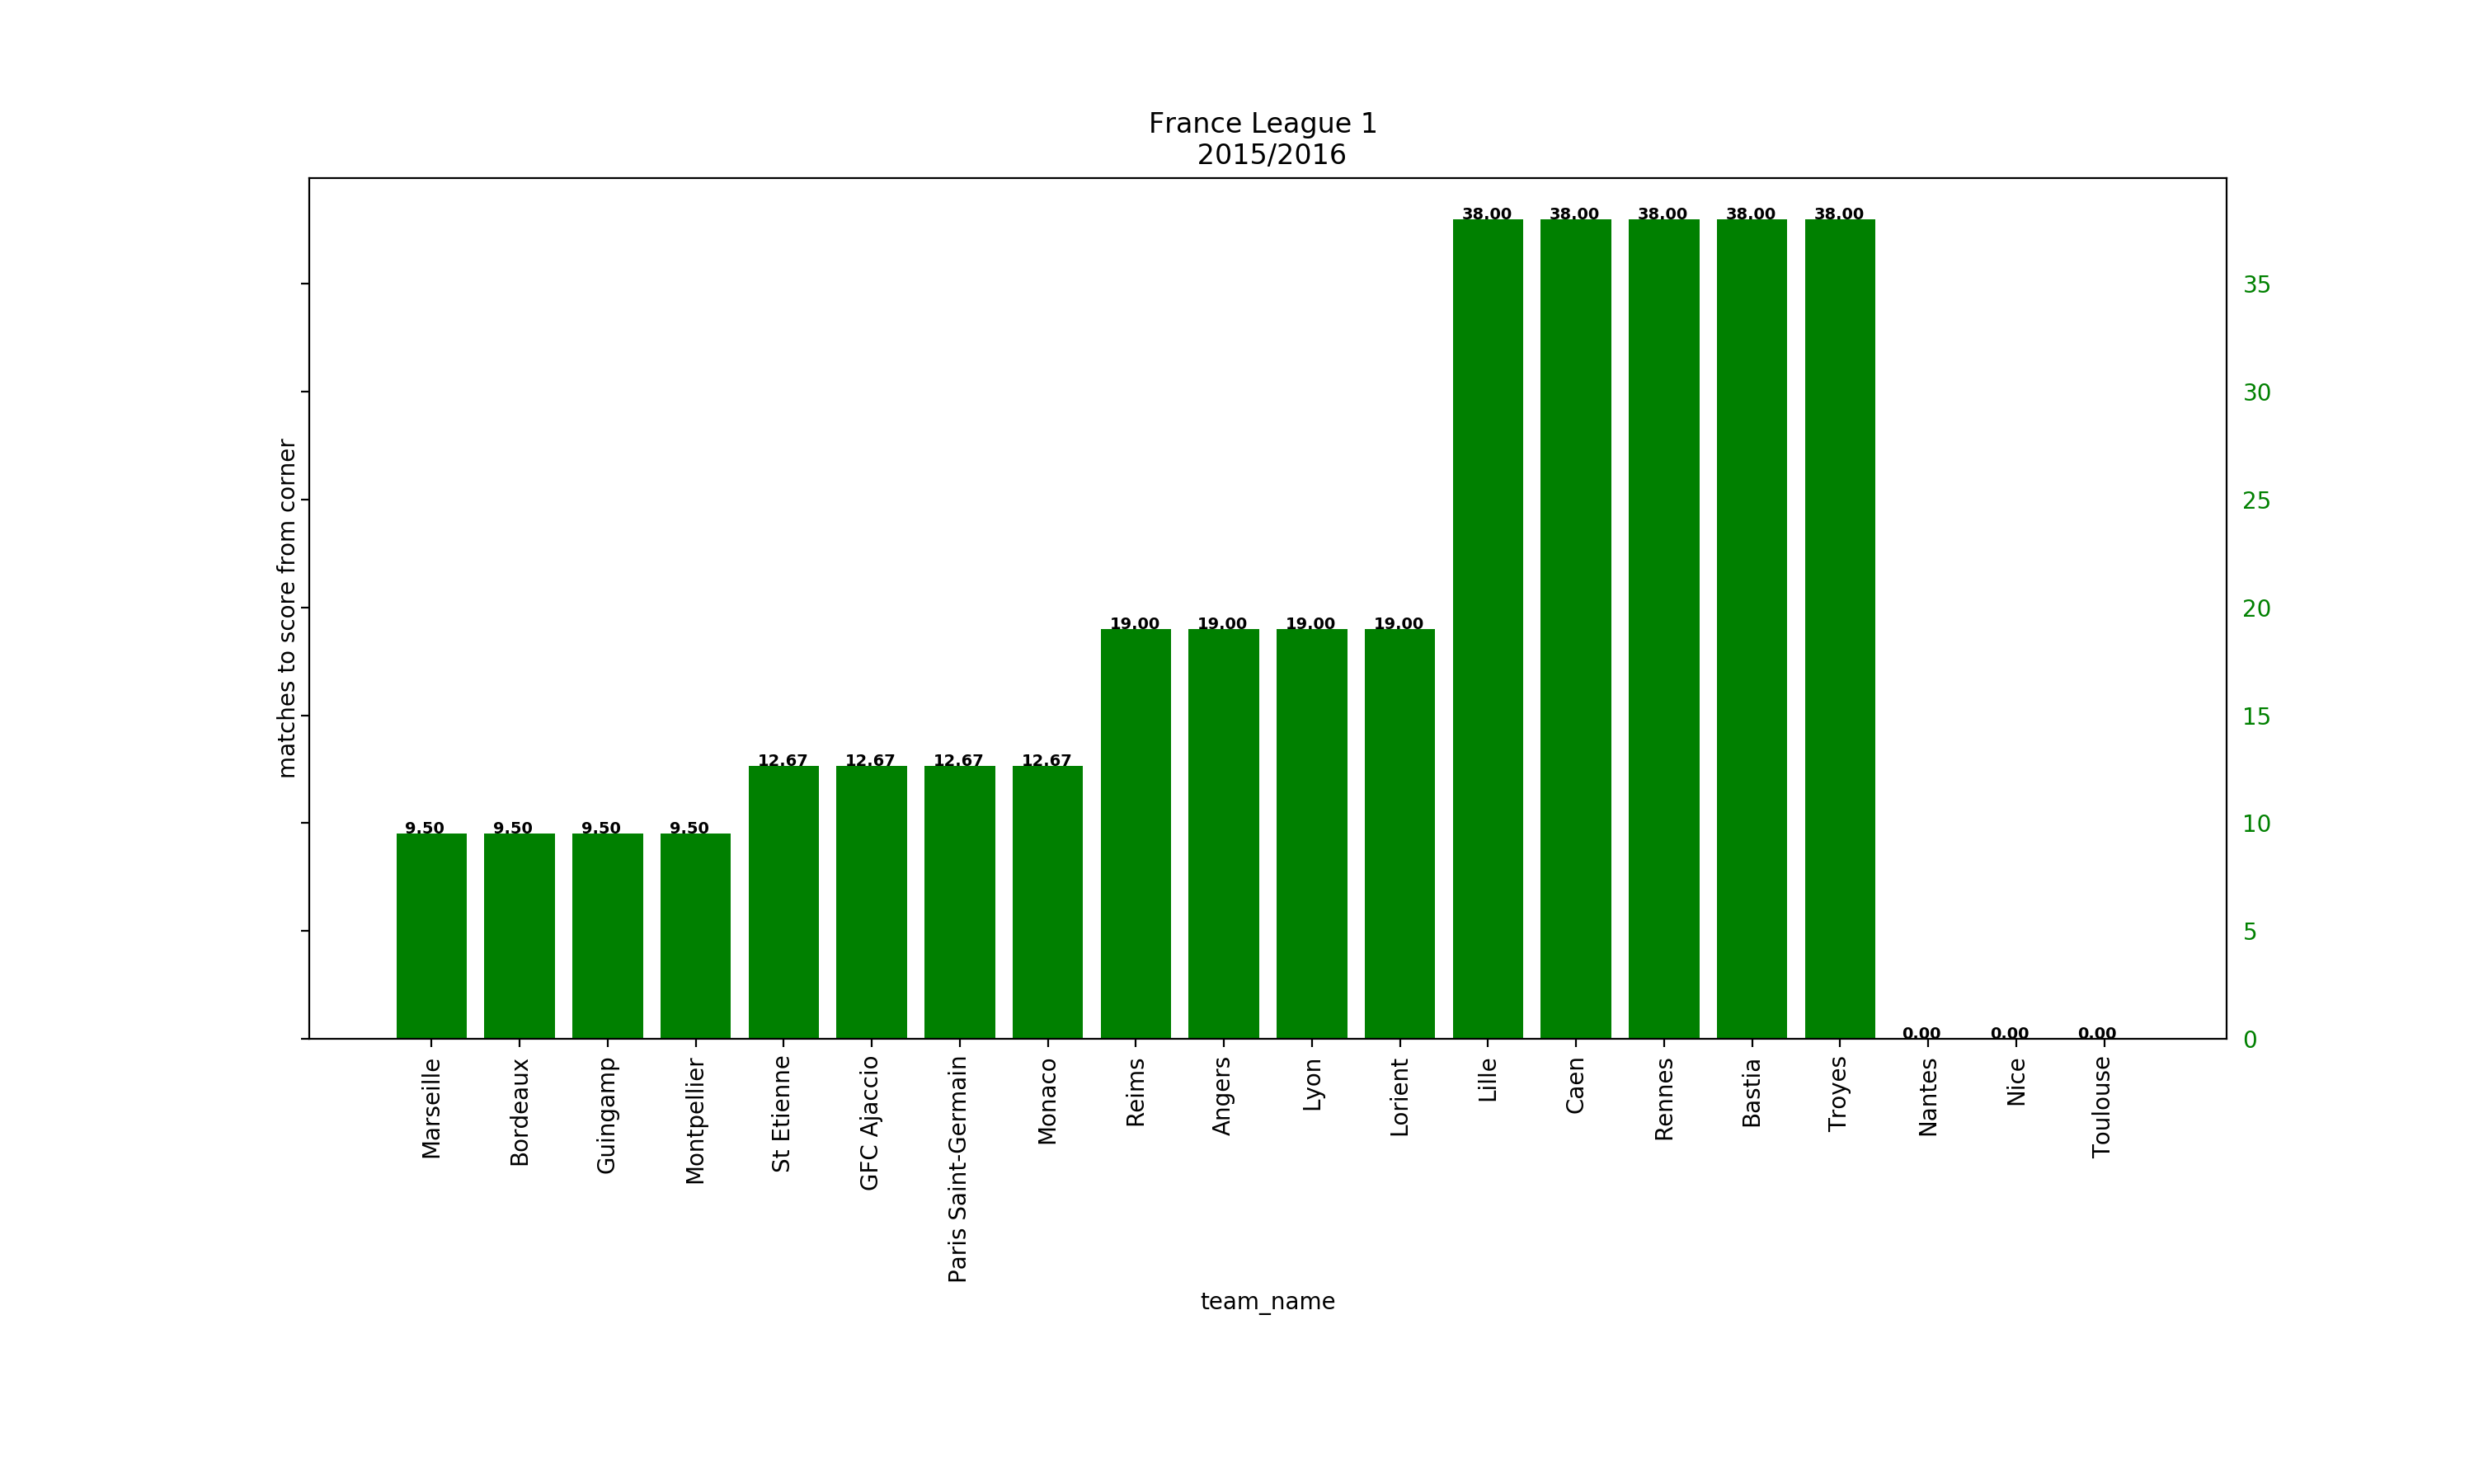 France League 1
2015/2016
matches to score from corner
38.00 38.00 38.00 38.00 38.00
35
30
25
20
19.00 19.00 19.00 19.00
15
12.67 12.67 12.67 12.67
10
9.50 9.50 9.50 9.50
5
0.00 0.00 0.00
0
Marseille
Bordeaux
Guingamp
Montpellier
St Etienne
GFC Ajaccio
Paris Saint-Germain
Monaco
Reims
Angers
Lyon
Lorient
Lille
Caen
Rennes
Bastia
Troyes
Nantes
Nice
Toulouse
team_name